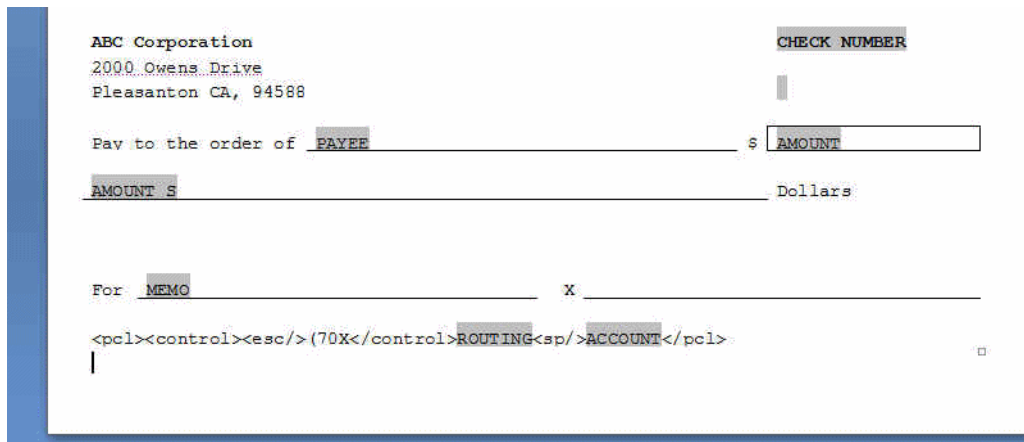 ABC Corporation CHECK NUMBER
2000 Owens Drive
Pleasanton CA, 94588
Pay to the order of PAYEE $ AMOUNT
AMOUNT S Dollars
For MEMO X
<pcl><control><esc/>(70X</control>ROUTING<sp/>ACCOUNT</pcl>